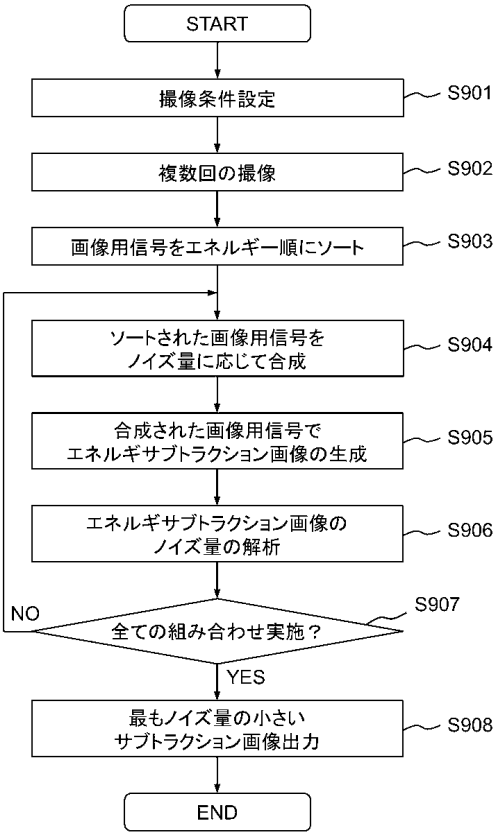 START
撮像条件設定
S901
複数回の撮像
S902
画像用信号をエネルギー順にソート
S903
ソートされた画像用信号を
ノイズ量に応じて合成
S904
合成された画像用信号で
エネルギサブトラクション画像の生成
S905
エネルギサブトラクション画像の
ノイズ量の解析
S906
全ての組み合わせ実施？
S907
NO
YES
最もノイズ量の小さい
サブトラクション画像出力
S908
END